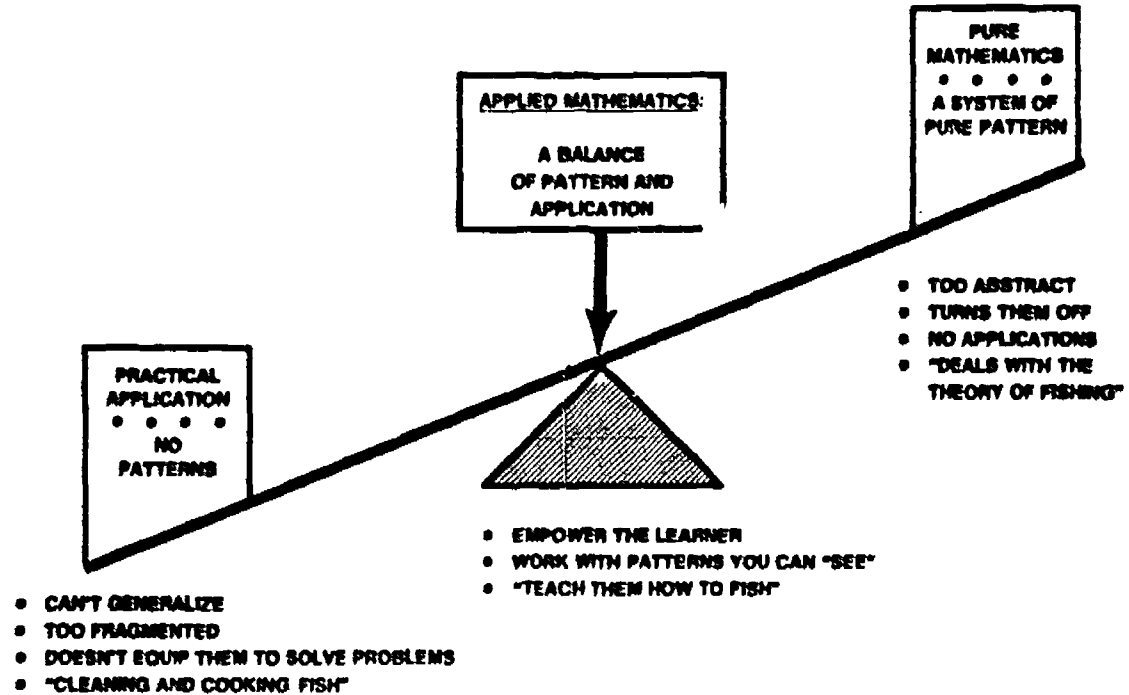 PURE
MATHEMATICS
• • • •
A SYSTEM OF
PURE PATTERN
APPLIED MATHEMATICS:
A BALANCE
OF PATTERN AND
APPLICATION
• TOO ABSTRACT
• TURNS THEM OFF
• NO APPLICATIONS
• "DEALS WITH THE
THEORY OF FISHING"
PRACTICAL
APPLICATION
• • • •
NO
PATTERNS
• EMPOWER THE LEARNER
• WORK WITH PATTERNS YOU CAN "SEE"
• "TEACH THEM HOW TO FISH"
• CAN'T GENERALIZE
• TOO FRAGMENTED
• DOESN'T EQUIP THEM TO SOLVE PROBLEMS
• "CLEANING AND COOKING FISH"